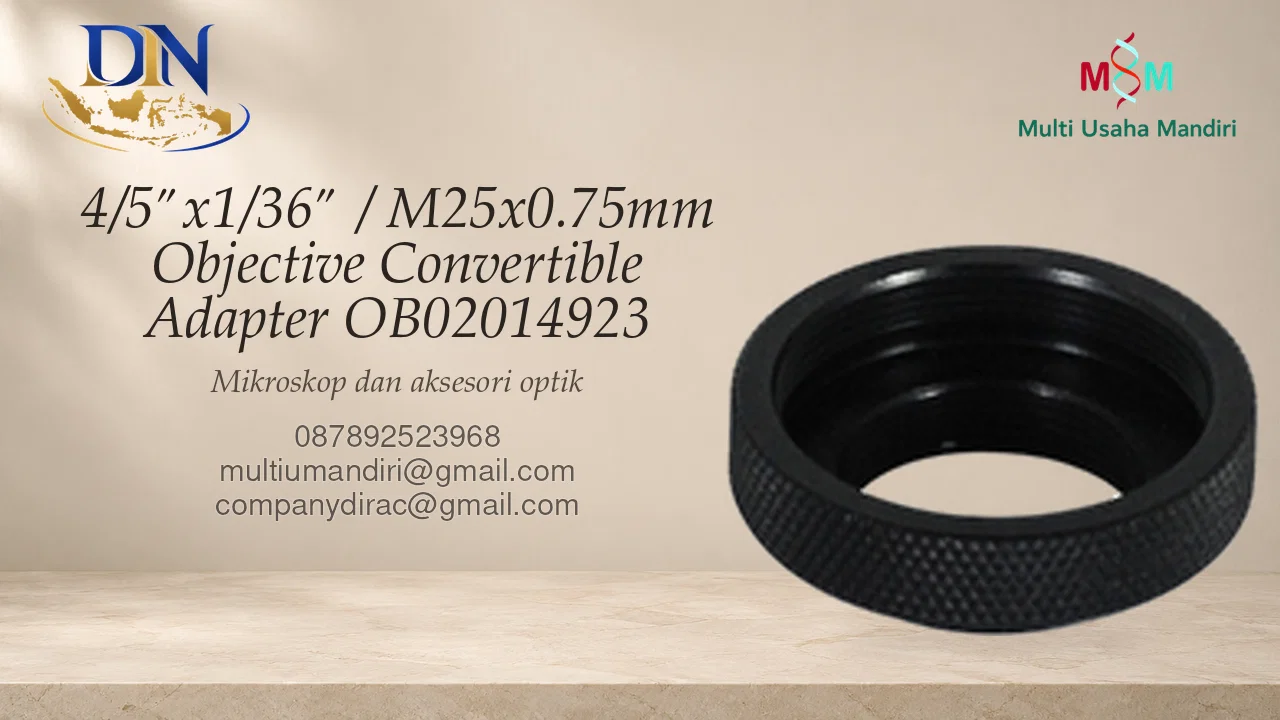 DN
M M
Multi Usaha Mandiri
4/5" x1/36" / M25x0.75mm
Objective Convertible
Adapter OB02014923
Mikroskop dan aksesori optik
087892523968
multiumandiri@gmail.com
companydirac@gmail.com